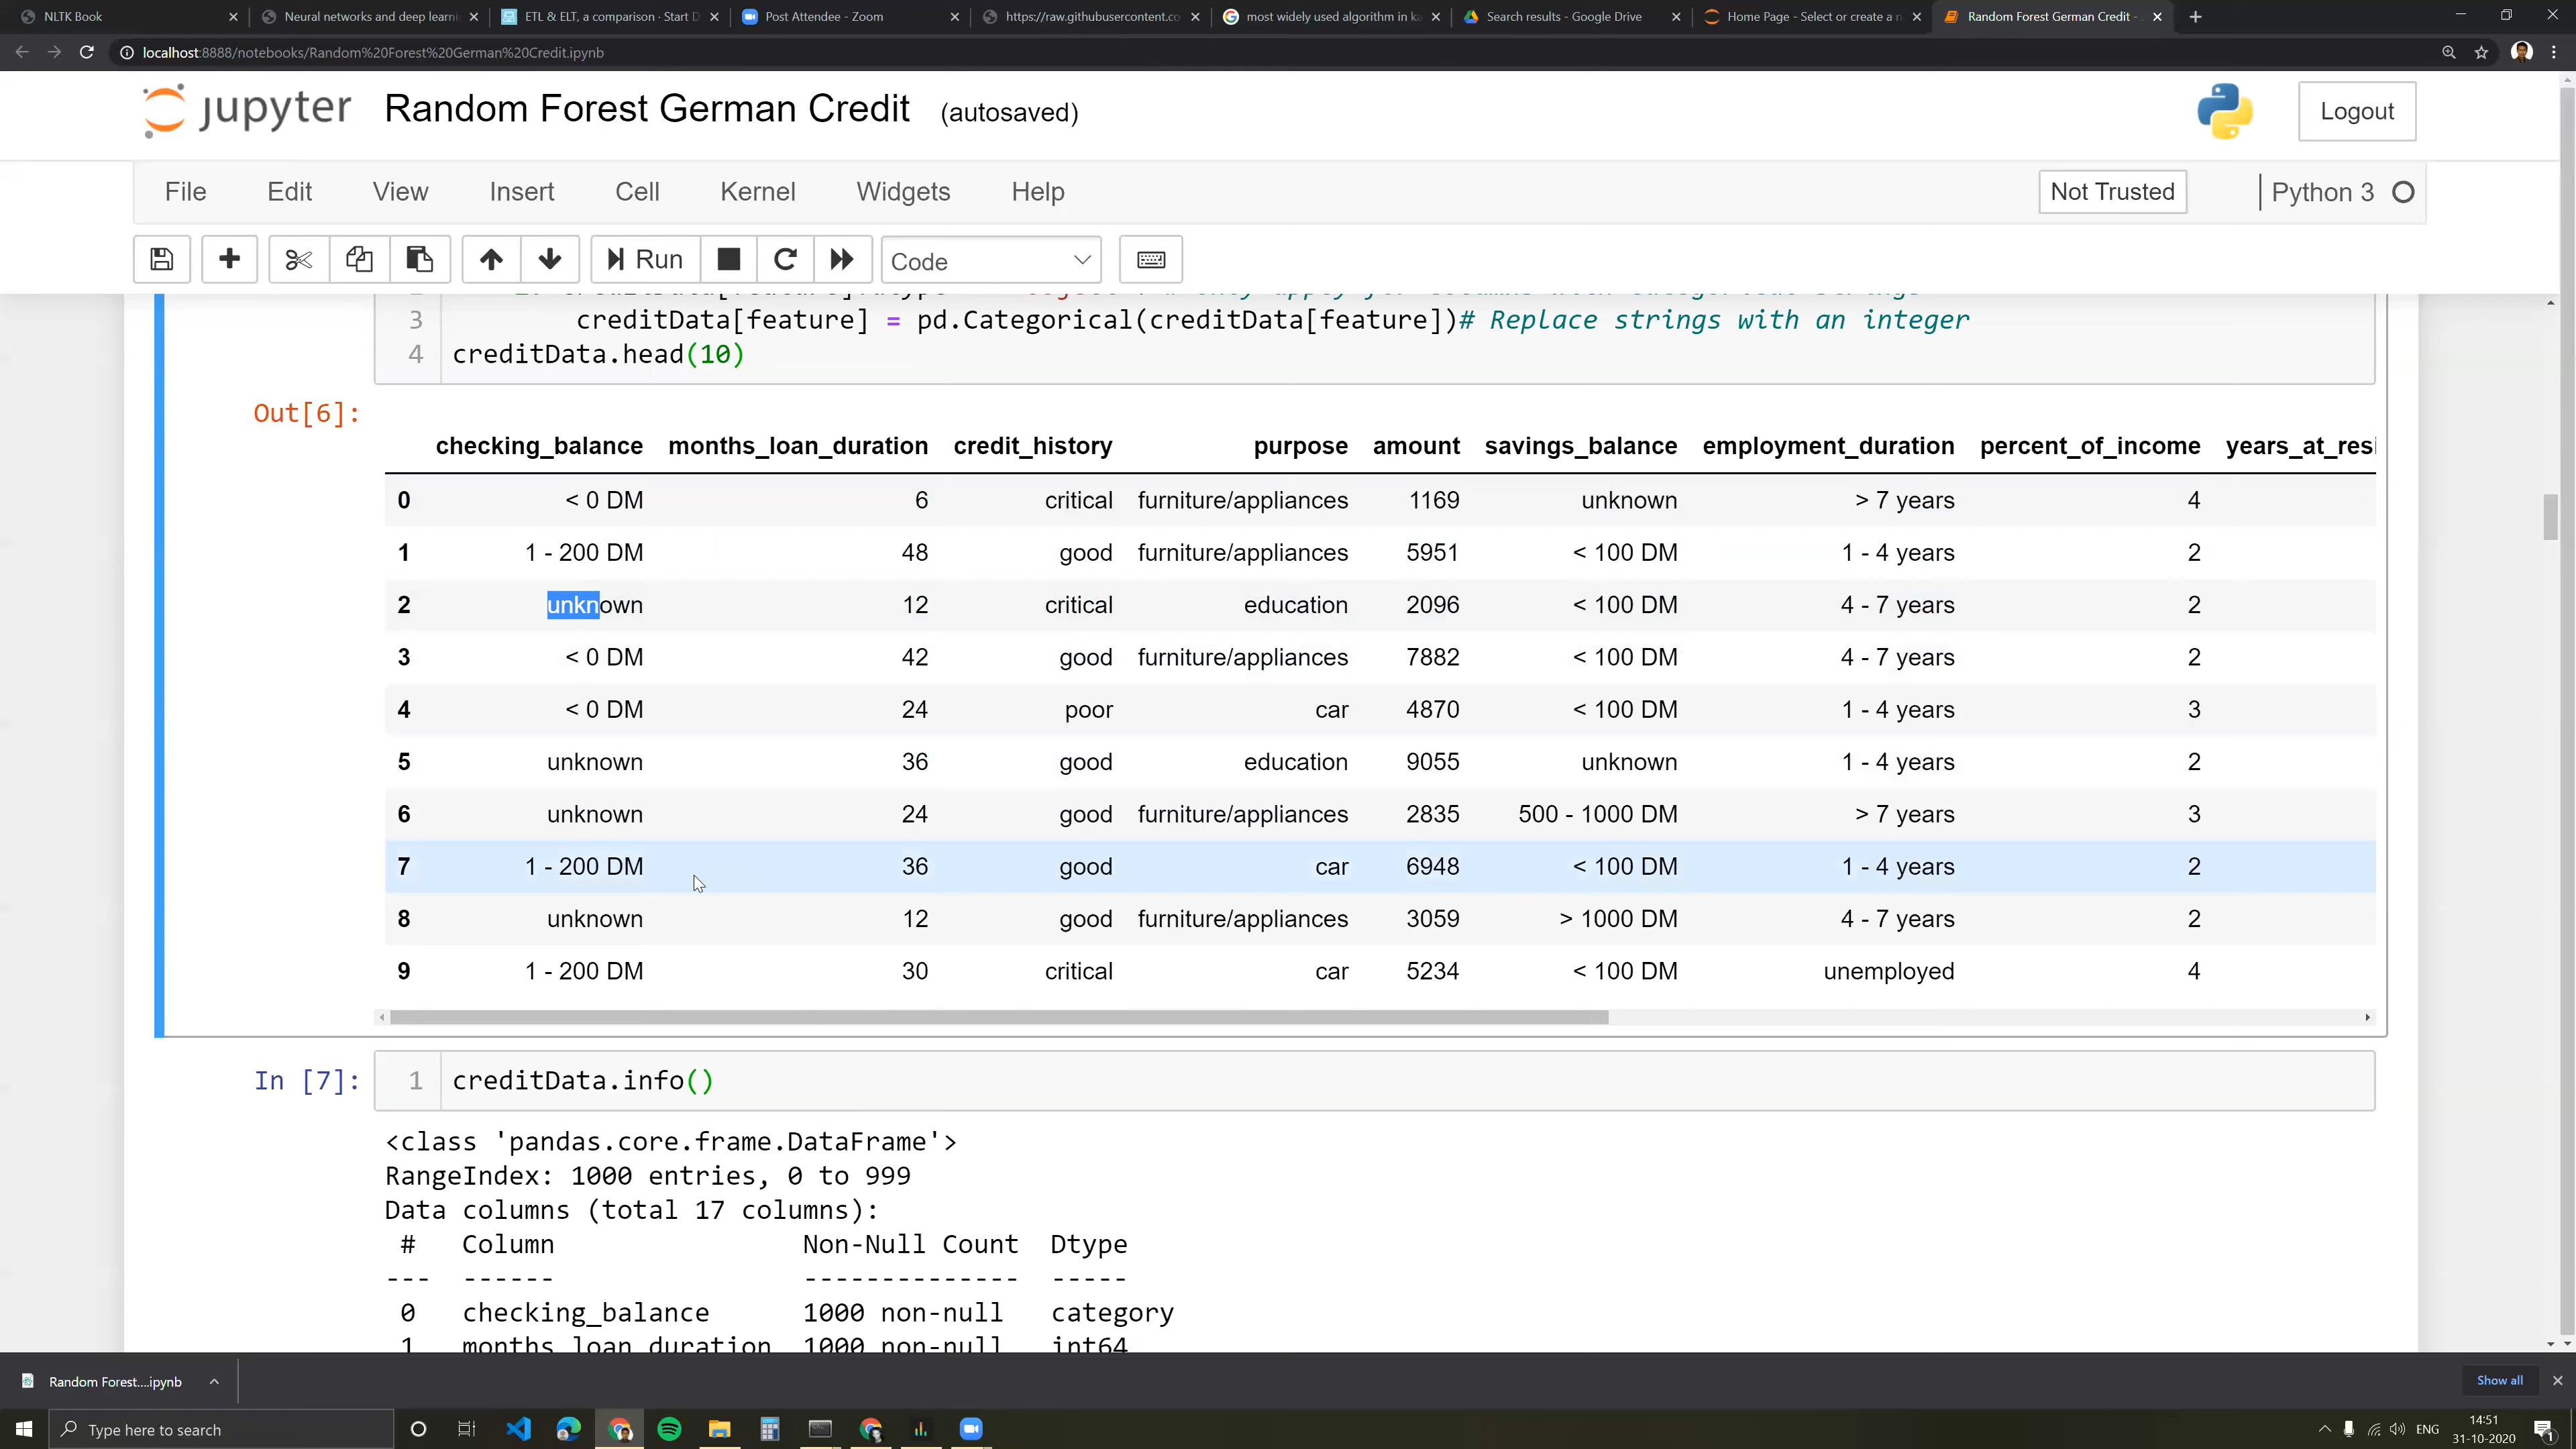 NLTK Book
Neural networks and deep learni
ETL & ELT, a comparison · Start D
Post Attendee - Zoom
https://raw.githubusercontent.co
most widely used algorithm in ka
Search results - Google Drive
Home Page - Select or create a n
Random Forest German Credit -
localhost:8888/notebooks/Random%20Forest%20German%20Credit.ipynb
jupyter Random Forest German Credit (autosaved)
Logout
File Edit View Insert Cell Kernel Widgets Help
Not Trusted
Python 3
Run
Code
3 creditData[feature] = pd.Categorical(creditData[feature])# Replace strings with an integer
4 creditData.head(10)
Out[6]:
checking_balance months_loan_duration credit_history purpose amount savings_balance employment_duration percent_of_income years_at_resi
0 < 0 DM 6 critical furniture/appliances 1169 unknown > 7 years 4
1 1 - 200 DM 48 good furniture/appliances 5951 < 100 DM 1 - 4 years 2
2 unknown 12 critical education 2096 < 100 DM 4 - 7 years 2
3 < 0 DM 42 good furniture/appliances 7882 < 100 DM 4 - 7 years 2
4 < 0 DM 24 poor car 4870 < 100 DM 1 - 4 years 3
5 unknown 36 good education 9055 unknown 1 - 4 years 2
6 unknown 24 good furniture/appliances 2835 500 - 1000 DM > 7 years 3
7 1 - 200 DM 36 good car 6948 < 100 DM 1 - 4 years 2
8 unknown 12 good furniture/appliances 3059 > 1000 DM 4 - 7 years 2
9 1 - 200 DM 30 critical car 5234 < 100 DM unemployed 4
In [7]: 1 creditData.info()
<class 'pandas.core.frame.DataFrame'>
RangeIndex: 1000 entries, 0 to 999
Data columns (total 17 columns):
# Column Non-Null Count Dtype
--- ------ -------------- -----
0 checking_balance 1000 non-null category
1 months_loan_duration 1000 non-null int64
Random Forest....ipynb
Show all
Type here to search
ENG
14:51
31-10-2020
1